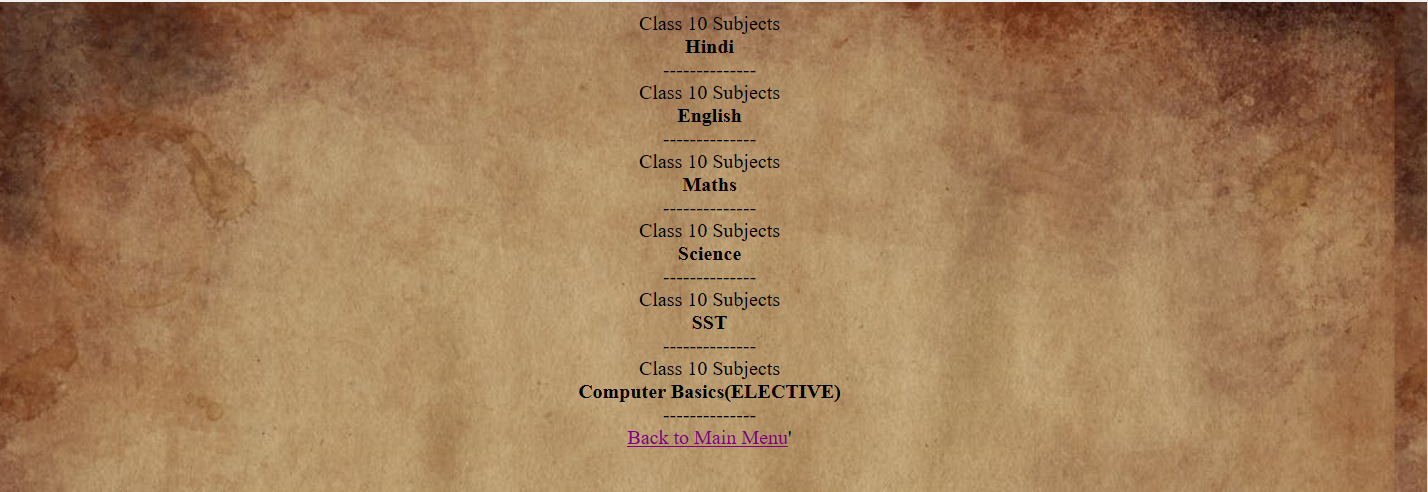 Class 10 Subjects
Hindi
--------------
Class 10 Subjects
English
--------------
Class 10 Subjects
Maths
--------------
Class 10 Subjects
Science
--------------
Class 10 Subjects
SST
--------------
Class 10 Subjects
Computer Basics(ELECTIVE)
--------------
Back to Main Menu'